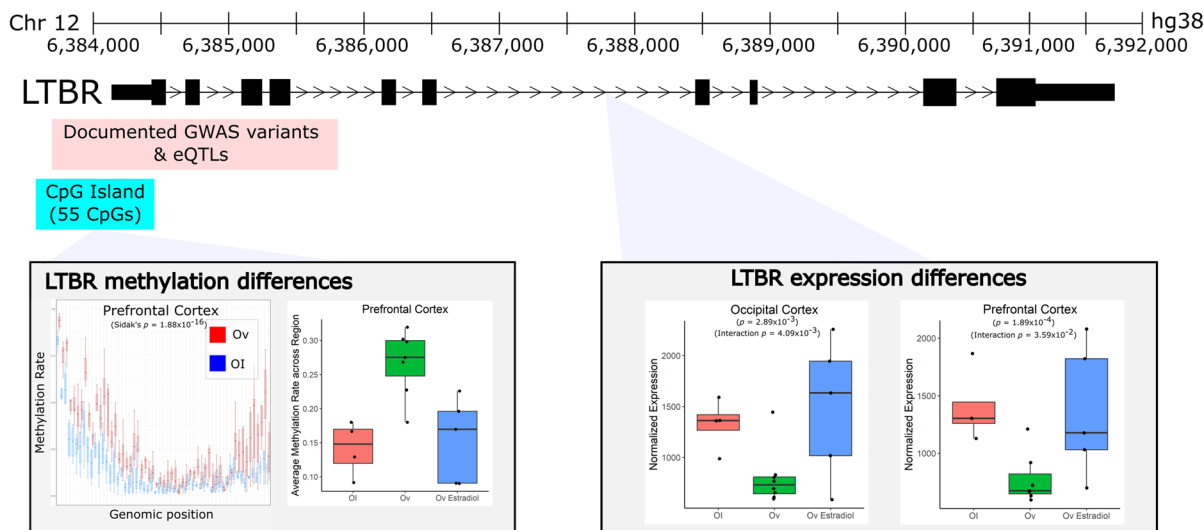 Chr 12
hg38
6,384,000 6,385,000 6,386,000 6,387,000 6,388,000 6,389,000 6,390,000 6,391,000 6,392,000
LTBR
Documented GWAS variants
& eQTLs
CpG Island
(55 CpGs)
LTBR methylation differences
Prefrontal Cortex
(Sidak's p = 1.88x10-16)
Ov
OI
Methylation Rate
Genomic position
Prefrontal Cortex
Average Methylation Rate across Region
0.30
0.25
0.20
0.15
0.10
OI Ov Ov Estradiol
LTBR expression differences
Occipital Cortex
(p = 2.89x10-3)
(Interaction p = 4.09x10-3)
Normalized Expression
2000
1500
1000
OI Ov Ov Estradiol
Prefrontal Cortex
(p = 1.89x10-4)
(Interaction p = 3.59x10-2)
Normalized Expression
2000
1500
1000
OI Ov Ov Estradiol